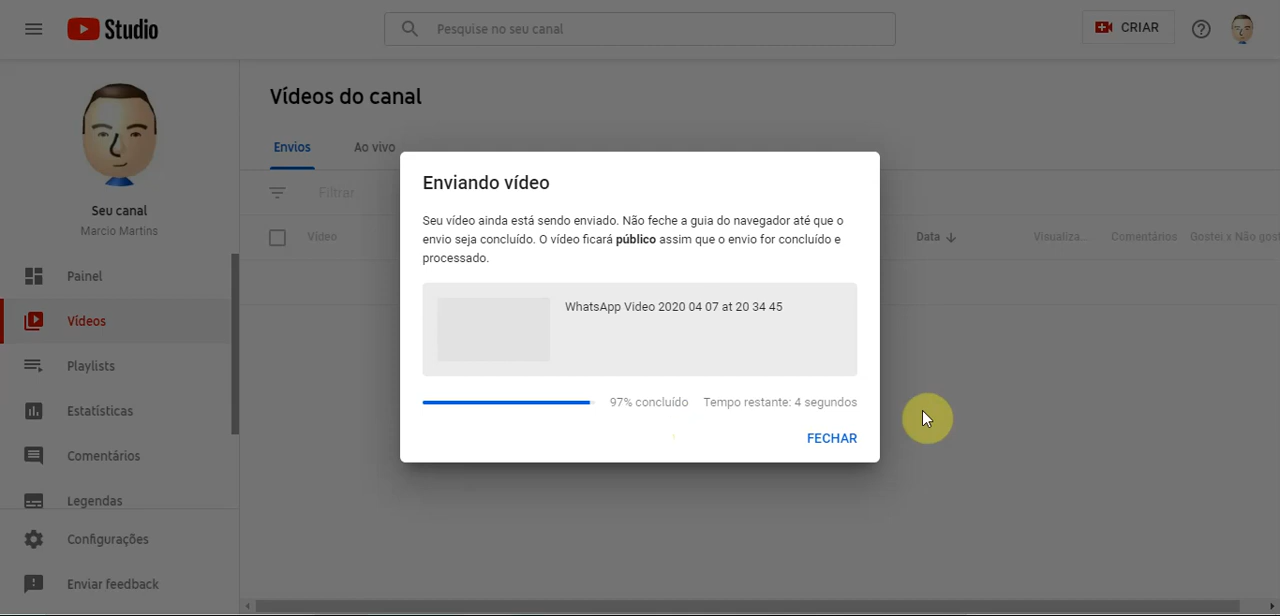 Studio
Pesquise no seu canal
CRIAR
Seu canal
Marcio Martins
Painel
Vídeos
Playlists
Estatísticas
Comentários
Legendas
Configurações
Enviar feedback
Vídeos do canal
Envios
Ao vivo
Filtrar
Vídeo
Data
Visualiza...
Comentários
Gostei x Não gost
Enviando vídeo
Seu vídeo ainda está sendo enviado. Não feche a guia do navegador até que o
envio seja concluído. O vídeo ficará público assim que o envio for concluído e
processado.
WhatsApp Video 2020 04 07 at 20 34 45
97% concluído
Tempo restante: 4 segundos
FECHAR